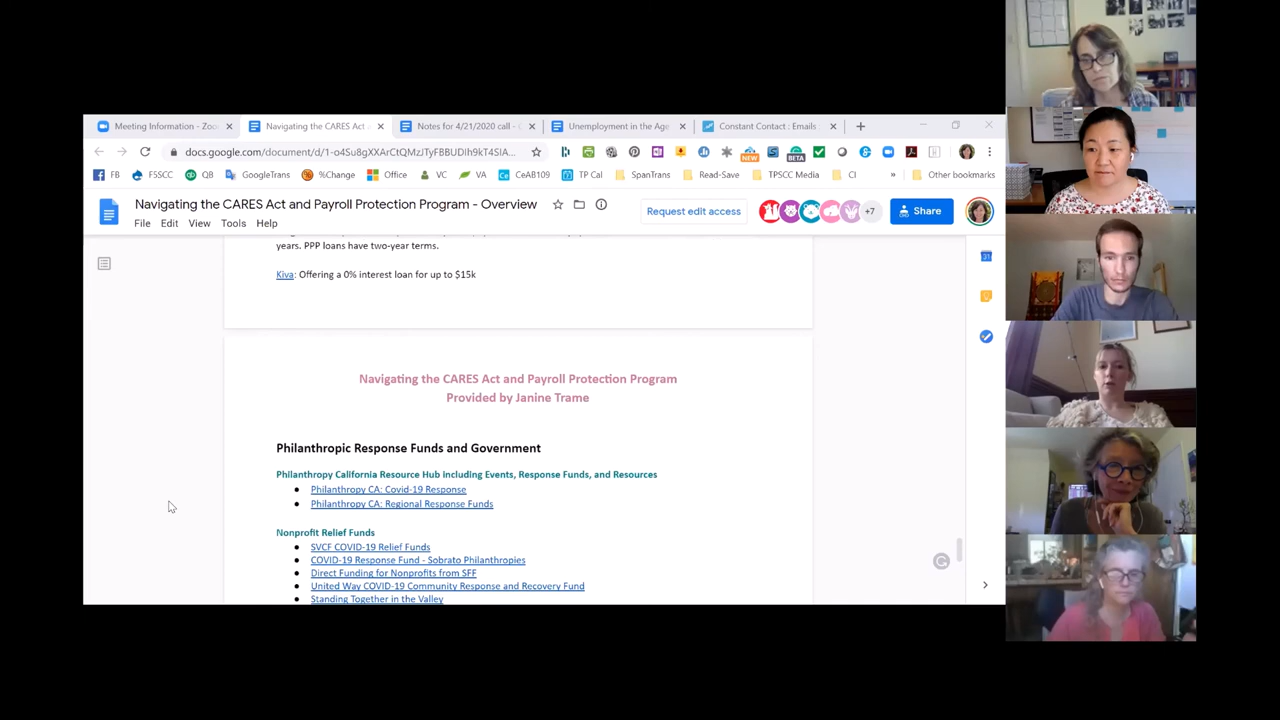 Meeting Information - Zoo
Navigating the CARES Act
Notes for 4/21/2020 call - G
Unemployment in the Age
Constant Contact : Emails
docs.google.com/document/d/1-o4Su8gXXArCtQMzJTyFBBUDIh9kT4SIA...
NEW
BETA
FB
FSSCC
QB
GoogleTrans
%Change
Office
VC
VA
CeAB109
TP Cal
SpanTrans
Read-Save
TPSCC Media
CI
»
Other bookmarks
Navigating the CARES Act and Payroll Protection Program - Overview
Request edit access
+7
Share
File Edit View Tools Help
years. PPP loans have two-year terms.
Kiva: Offering a 0% interest loan for up to $15k
Navigating the CARES Act and Payroll Protection Program
Provided by Janine Trame
Philanthropic Response Funds and Government
Philanthropy California Resource Hub including Events, Response Funds, and Resources
● Philanthropy CA: Covid-19 Response
● Philanthropy CA: Regional Response Funds
Nonprofit Relief Funds
● SVCF COVID-19 Relief Funds
● COVID-19 Response Fund - Sobrato Philanthropies
● Direct Funding for Nonprofits from SFF
● United Way COVID-19 Community Response and Recovery Fund
● Standing Together in the Valley